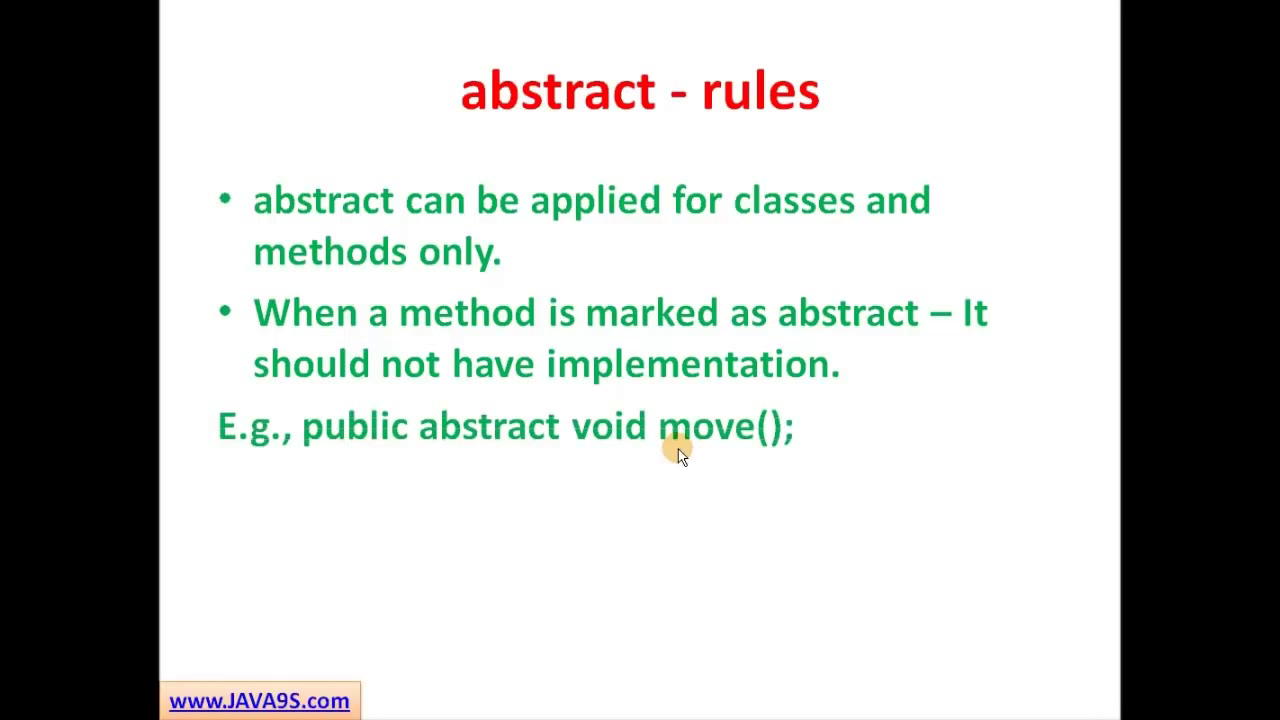 abstract - rules
• abstract can be applied for classes and
methods only.
• When a method is marked as abstract – It
should not have implementation.
E.g., public abstract void move();
www.JAVA9S.com